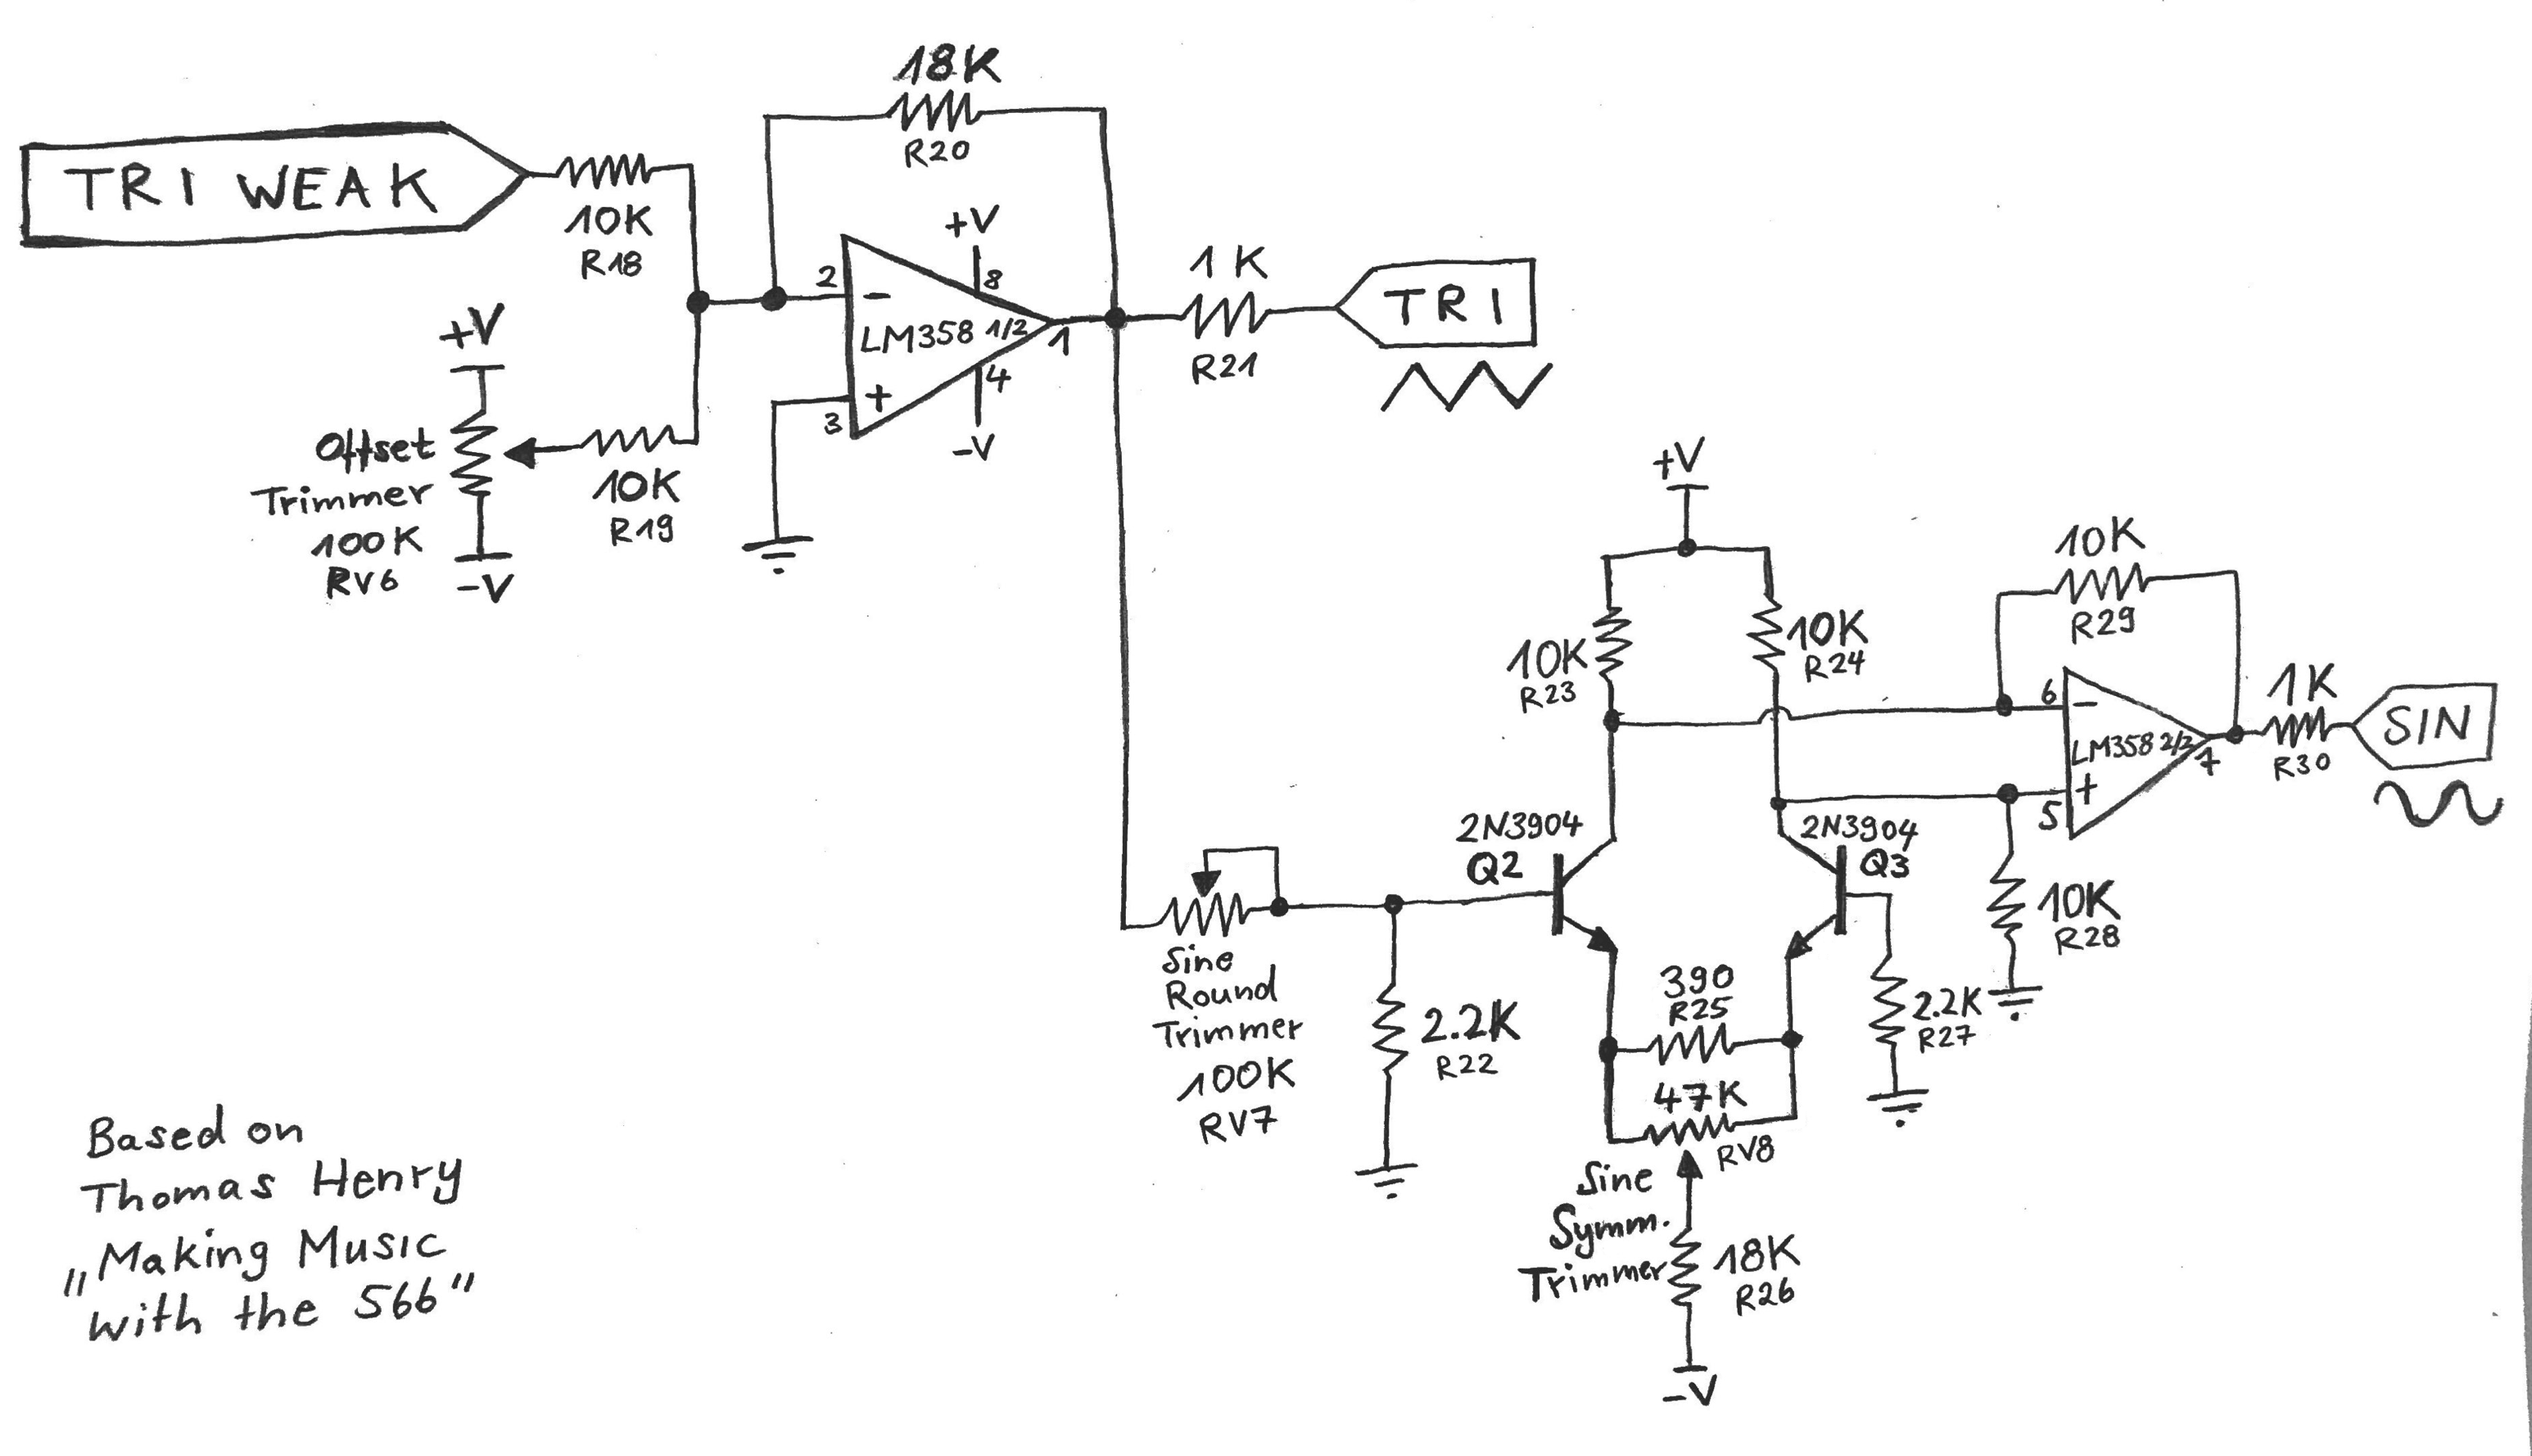 18K
R20
TRI WEAK
10K
R18
+V
2
-
8
LM358 1/2
1
+
3
4
-V
1K
R21
TRI
+V
Offset
Trimmer
100K
RV6
-V
10K
R19
+V
10K
R23
10K
R24
10K
R29
6
-
LM358 2/2
7
+
5
1K
R30
SIN
2N3904
Q2
2N3904
Q3
10K
R28
Sine
Round
Trimmer
100K
RV7
2.2K
R22
390
R25
2.2K
R27
47K
RV8
Sine
Symm.
Trimmer
18K
R26
-V
Based on
Thomas Henry
„Making Music
with the 566"